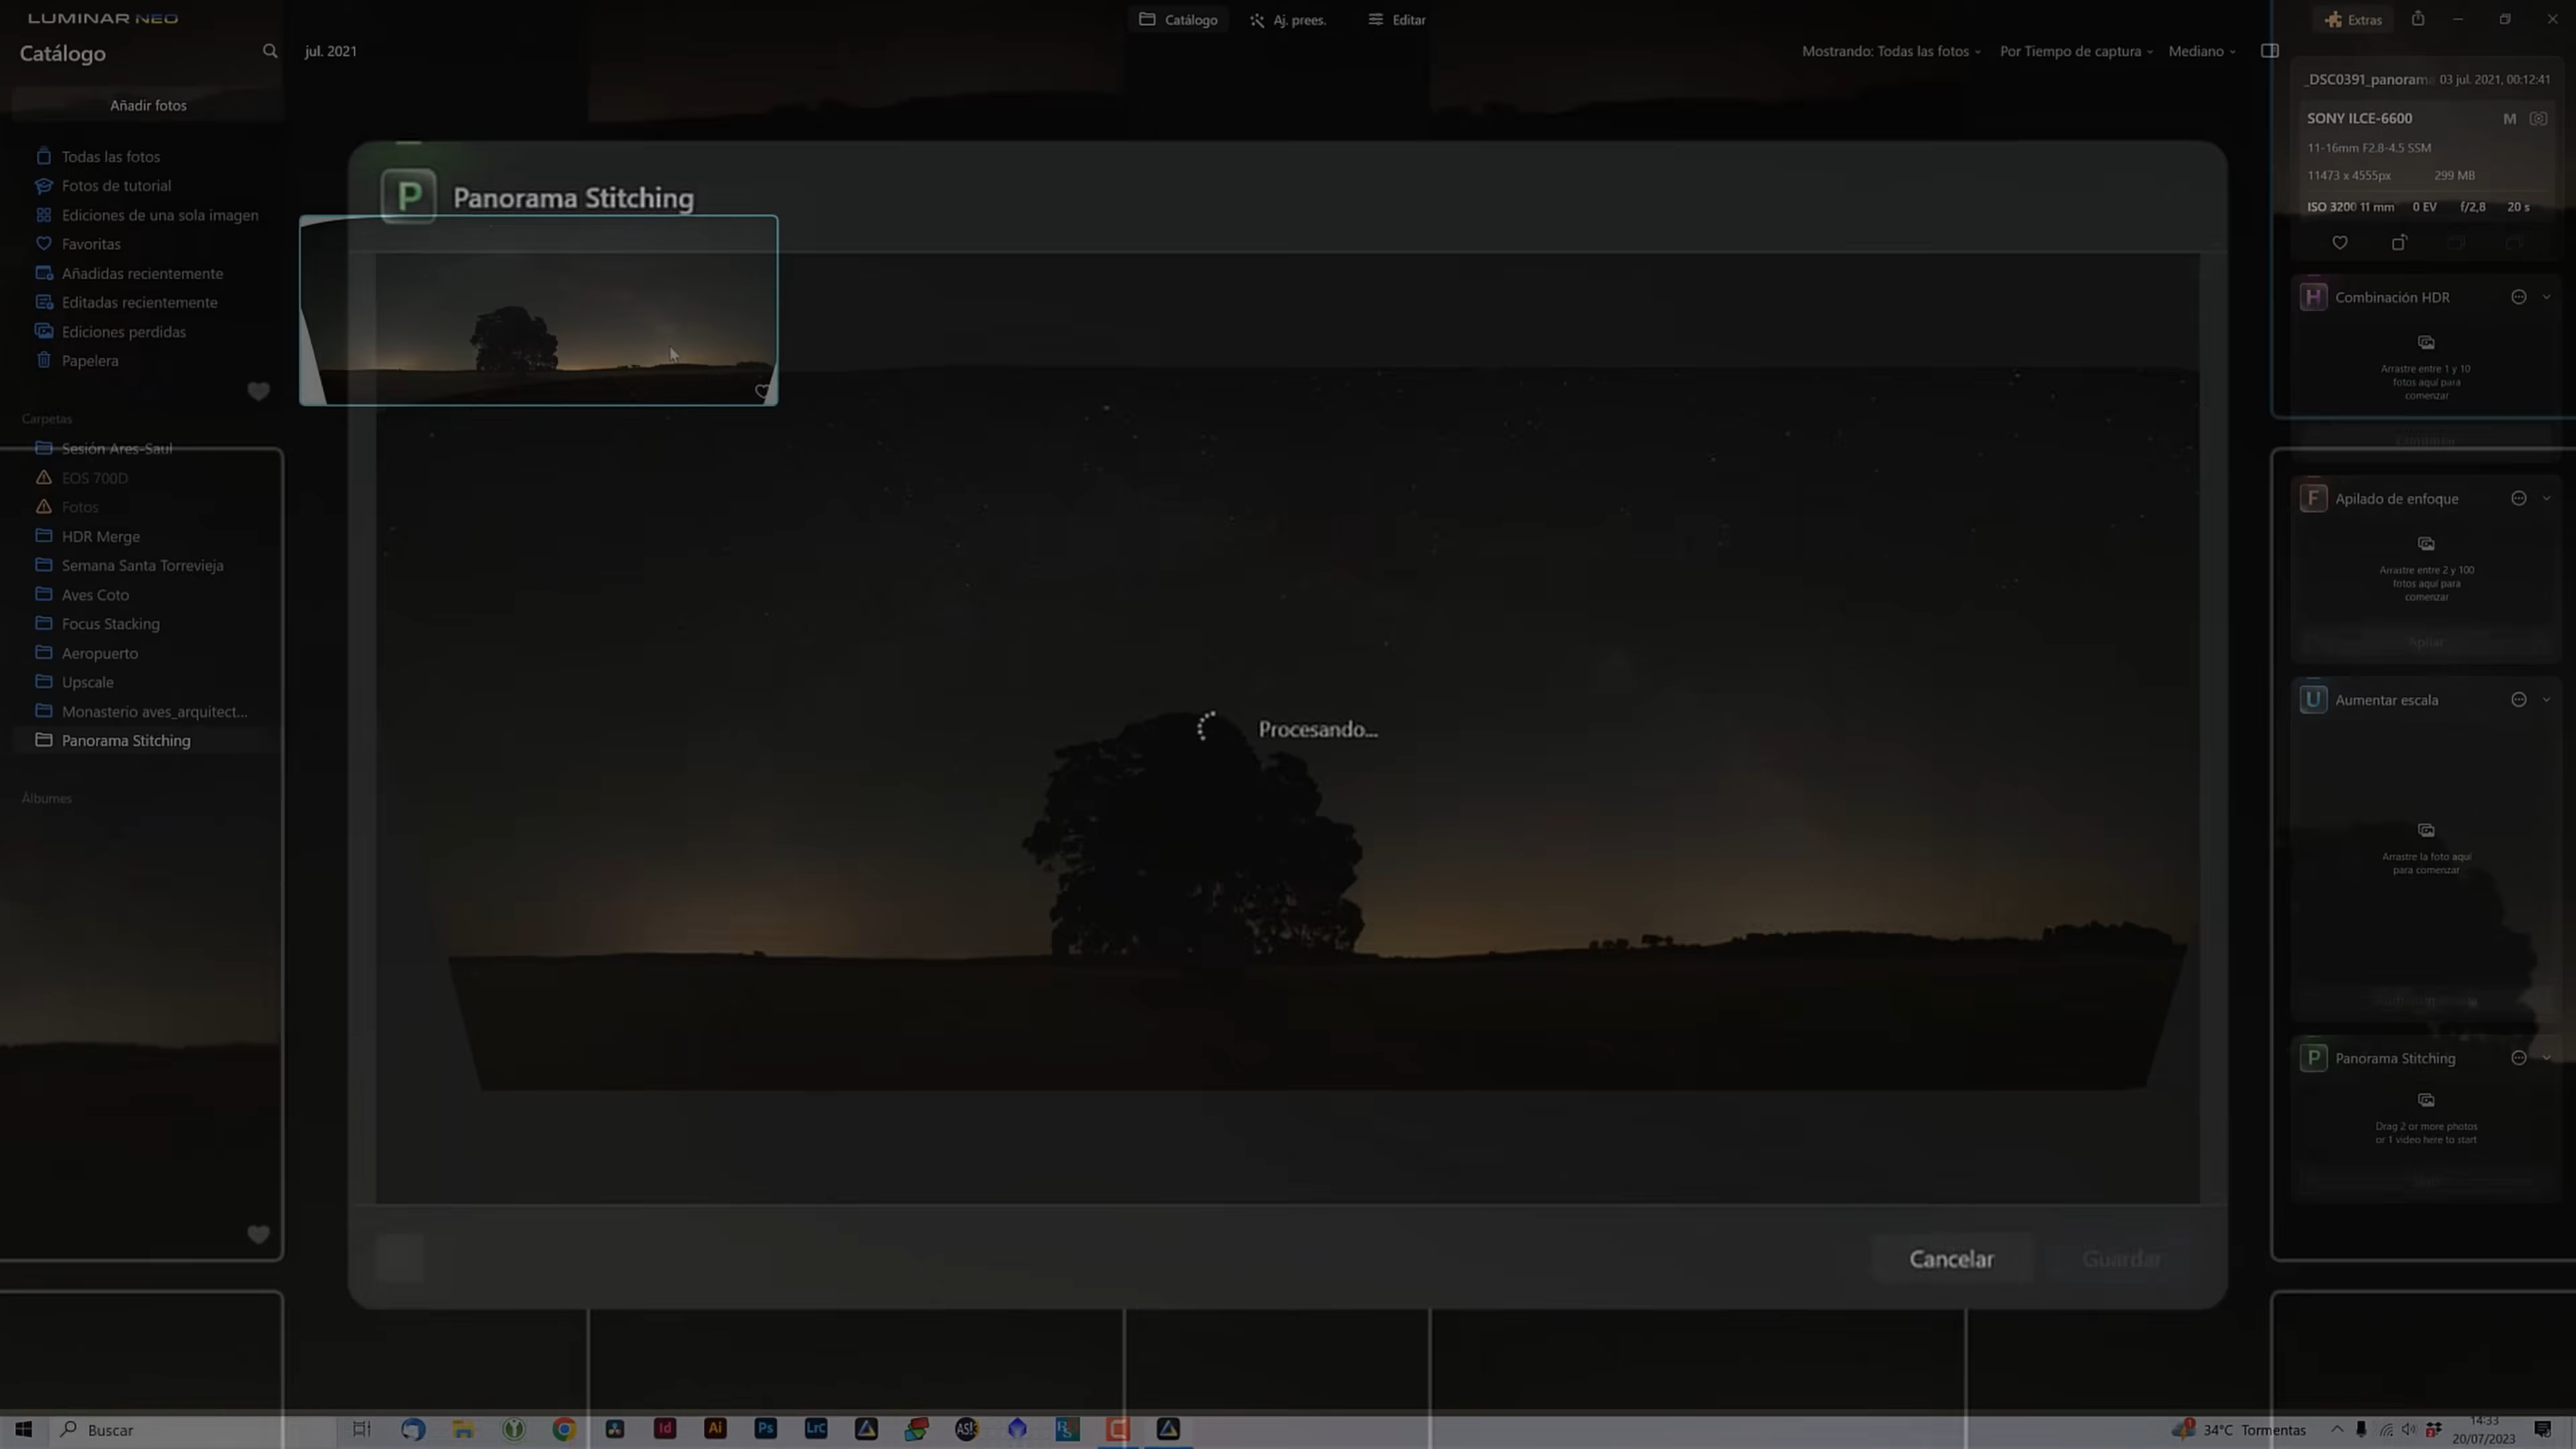 LUMINAR NEO
Catálogo
Aj. prees.
Editar
Extras
Catálogo
jul. 2021
Mostrando: Todas las fotos
Por Tiempo de captura
Mediano
Añadir fotos
Todas las fotos
Fotos de tutorial
Ediciones de una sola imagen
Favoritas
Añadidas recientemente
Editadas recientemente
Ediciones perdidas
Papelera
Carpetas
Sesión Ares-Saul
EOS 700D
Fotos
HDR Merge
Semana Santa Torrevieja
Aves Coto
Focus Stacking
Aeropuerto
Upscale
Monasterio aves_arquitect...
Panorama Stitching
Álbumes
P Panorama Stitching
Procesando...
Cancelar
Guardar
_DSC0391_panorama 03 jul. 2021, 00:12:41
SONY ILCE-6600 M
11-16mm F2.8-4.5 SSM
11473 x 4555px 299 MB
ISO 3200 11 mm 0 EV f/2,8 20 s
H Combinación HDR
Arrastre entre 1 y 10
fotos aquí para
comenzar
F Apilado de enfoque
Arrastre entre 2 y 100
fotos aquí para
comenzar
Apilar
U Aumentar escala
Arrastre la foto aquí
para comenzar
P Panorama Stitching
Drag 2 or more photos
or 1 video here to start
Buscar
Id
Ai
Ps
LrC
AS!
34°C Tormentas
14:33
20/07/2023